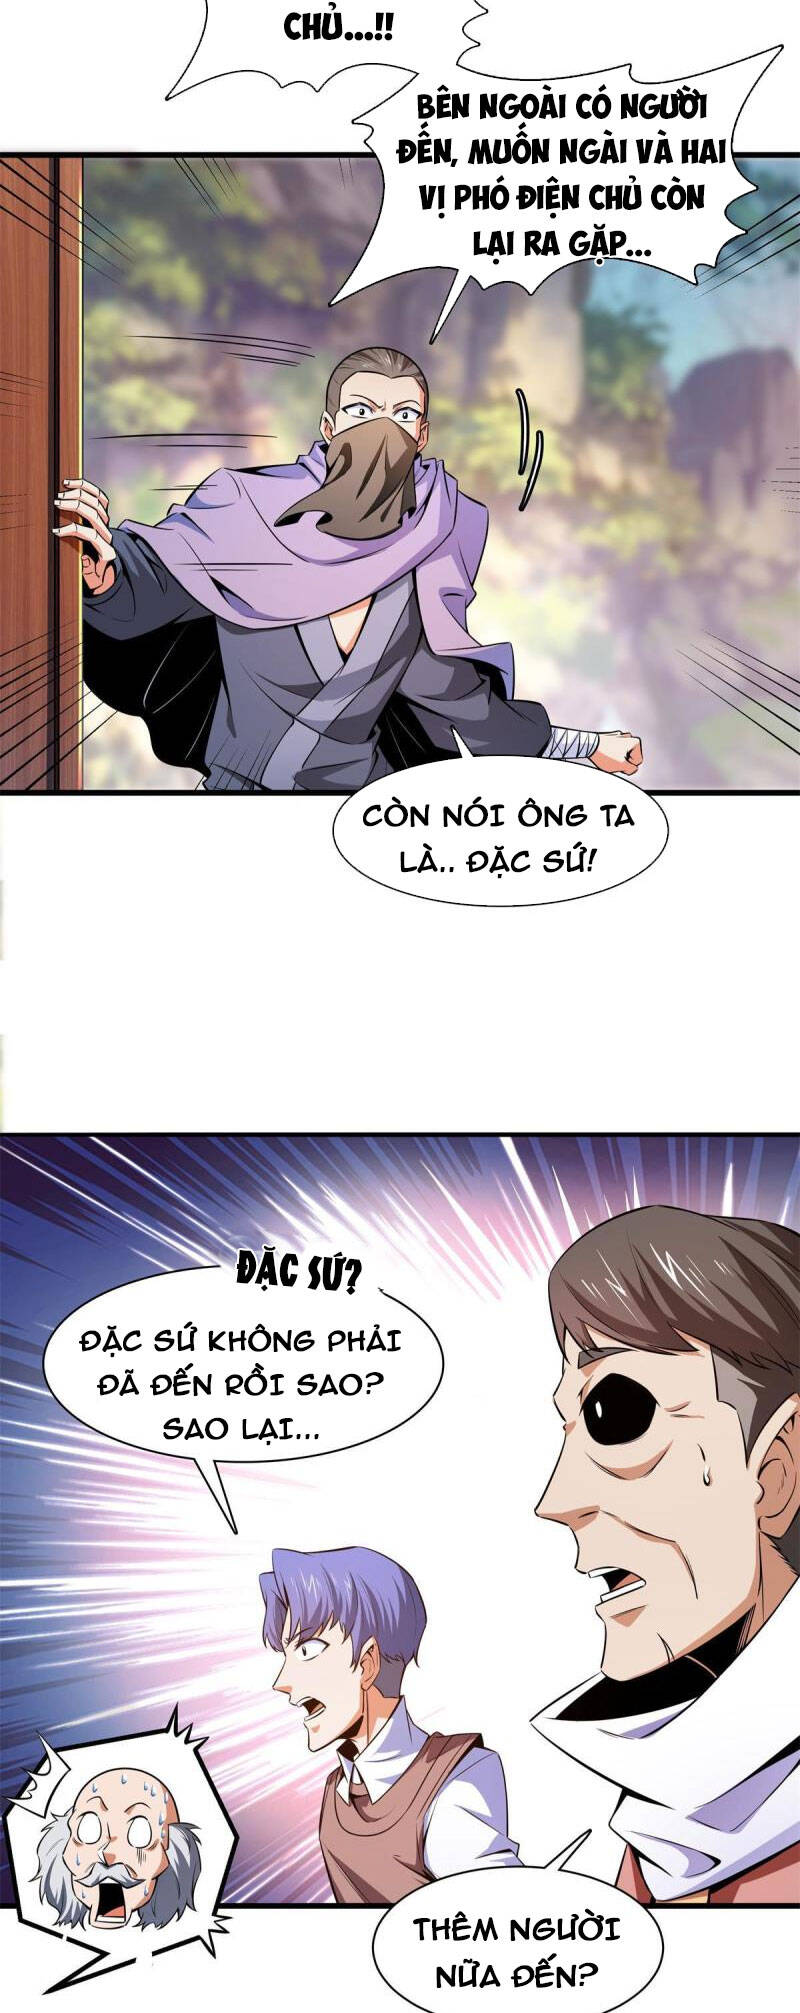 CHỦ...!!
BÊN NGOÀI CÓ NGƯỜI
ĐẾN, MUỐN NGÀI VÀ HAI
VỊ PHÓ ĐIỆN CHỦ CÒN
LẠI RA GẶP...
CÒN NÓI ÔNG TA
LÀ.. ĐẶC SỨ!
ĐẶC SỨ?
ĐẶC SỨ KHÔNG PHẢI
ĐÃ ĐẾN RỒI SAO?
SAO LẠI...
THÊM NGƯỜI
NỮA ĐẾN?